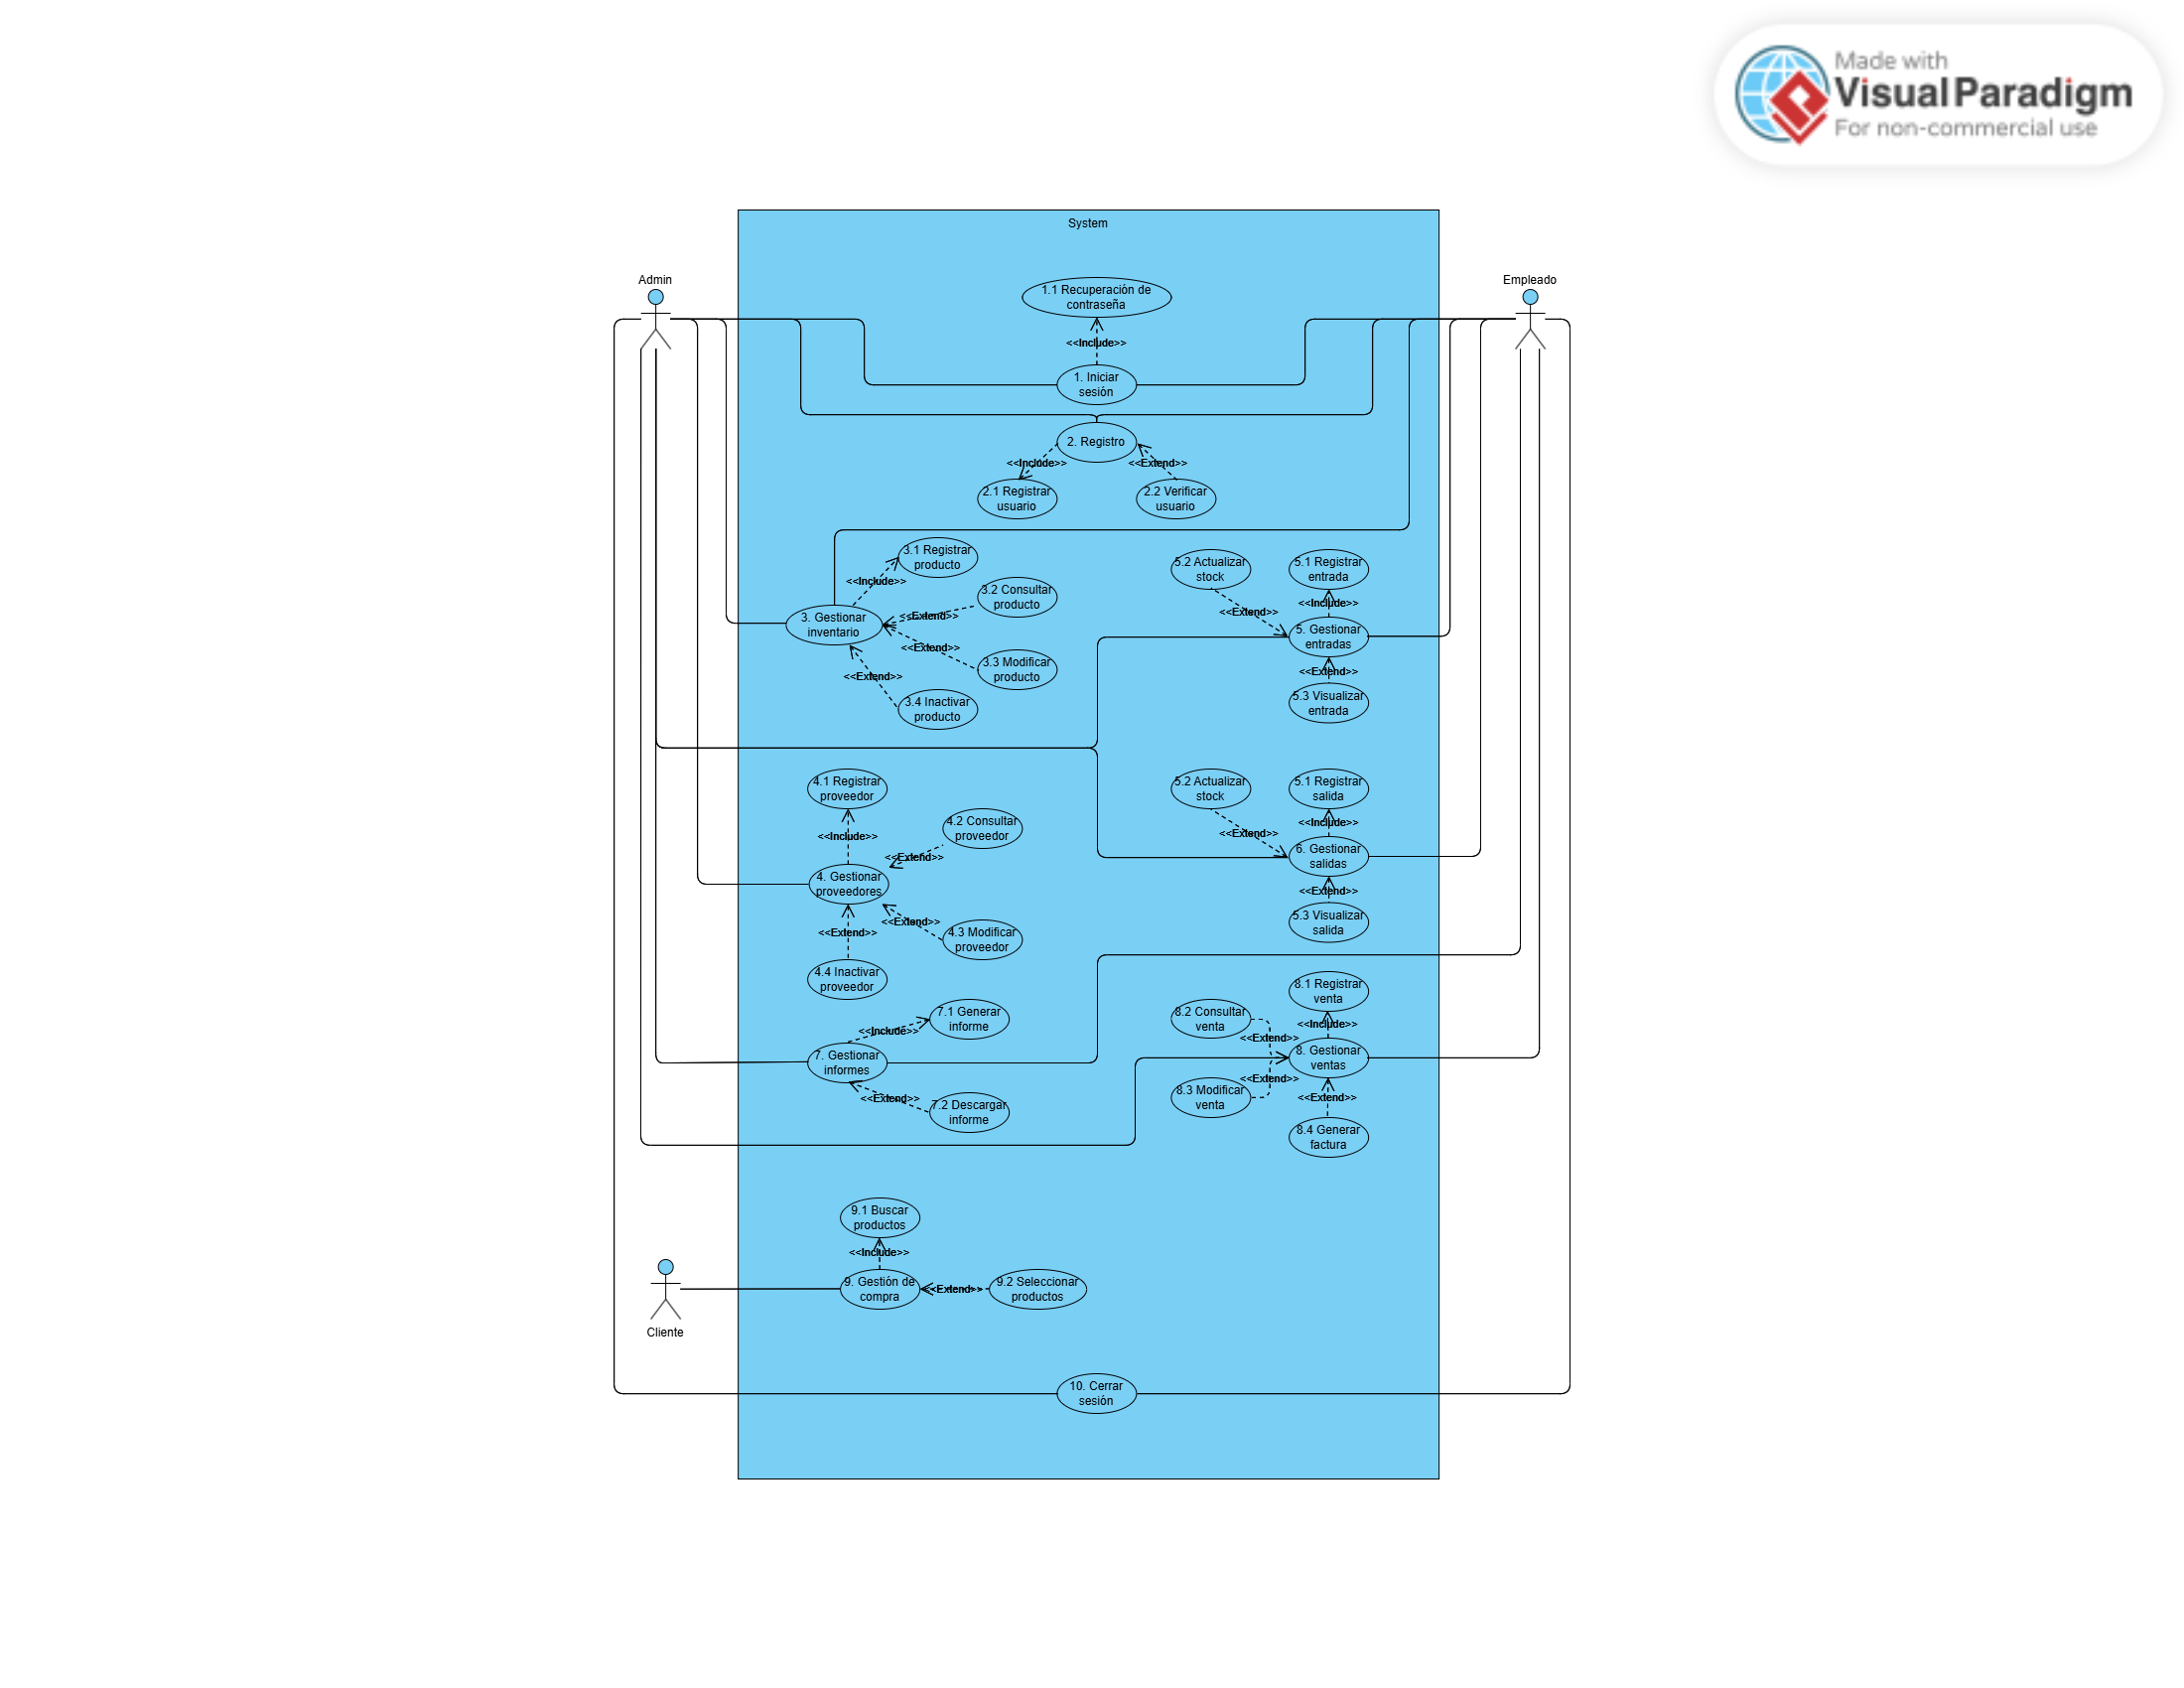 Made with
Visual Paradigm
For non-commercial use
System
Admin
Empleado
1.1 Recuperación de
contraseña
<<Include>>
1. Iniciar
sesión
2. Registro
<<Include>>
<<Extend>>
2.1 Registrar
usuario
2.2 Verificar
usuario
3.1 Registrar
producto
<<Include>>
3.2 Consultar
producto
<<Extend>>
3. Gestionar
inventario
<<Extend>>
3.3 Modificar
producto
<<Extend>>
3.4 Inactivar
producto
5.2 Actualizar
stock
5.1 Registrar
entrada
<<Extend>>
<<Include>>
5. Gestionar
entradas
<<Extend>>
5.3 Visualizar
entrada
4.1 Registrar
proveedor
<<Include>>
4.2 Consultar
proveedor
<<Extend>>
4. Gestionar
proveedores
<<Extend>>
<<Extend>>
4.3 Modificar
proveedor
4.4 Inactivar
proveedor
5.2 Actualizar
stock
5.1 Registrar
salida
<<Extend>>
<<Include>>
6. Gestionar
salidas
<<Extend>>
5.3 Visualizar
salida
7.1 Generar
informe
<<Include>>
7. Gestionar
informes
<<Extend>>
7.2 Descargar
informe
8.1 Registrar
venta
8.2 Consultar
venta
<<Include>>
<<Extend>>
8. Gestionar
ventas
<<Extend>>
8.3 Modificar
venta
<<Extend>>
8.4 Generar
factura
9.1 Buscar
productos
<<Include>>
9. Gestión de
compra
<<Extend>>
9.2 Seleccionar
productos
Cliente
10. Cerrar
sesión